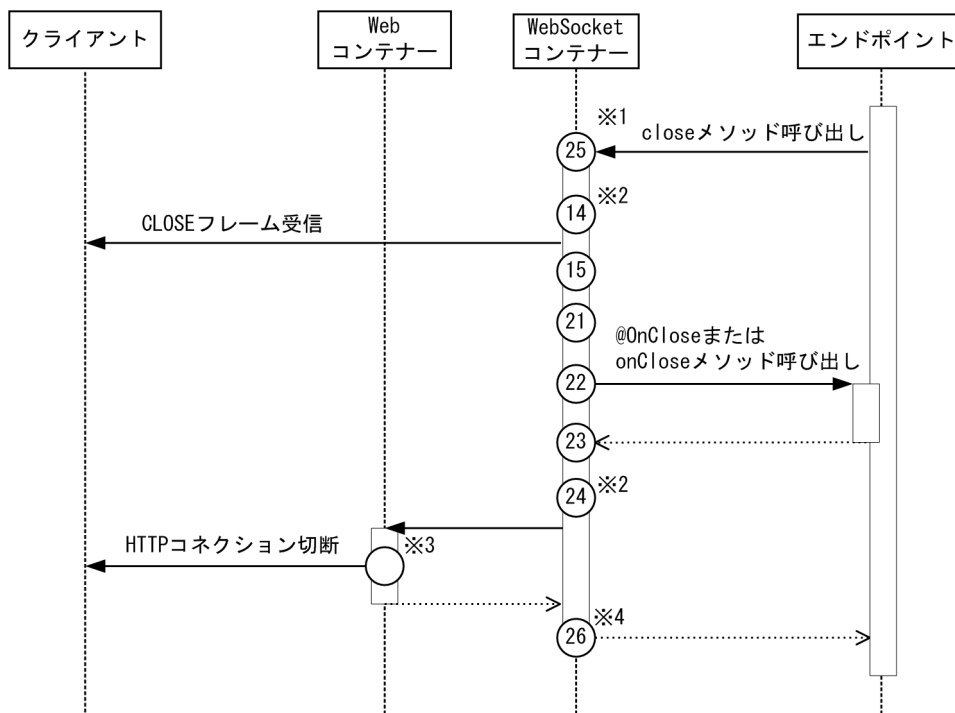 クライアント
Web
コンテナー
WebSocket
コンテナー
エンドポイント
※1
closeメソッド呼び出し
25
※2
14
CLOSEフレーム受信
15
21
@OnCloseまたは
onCloseメソッド呼び出し
22
23
※2
24
HTTPコネクション切断
※3
※4
26